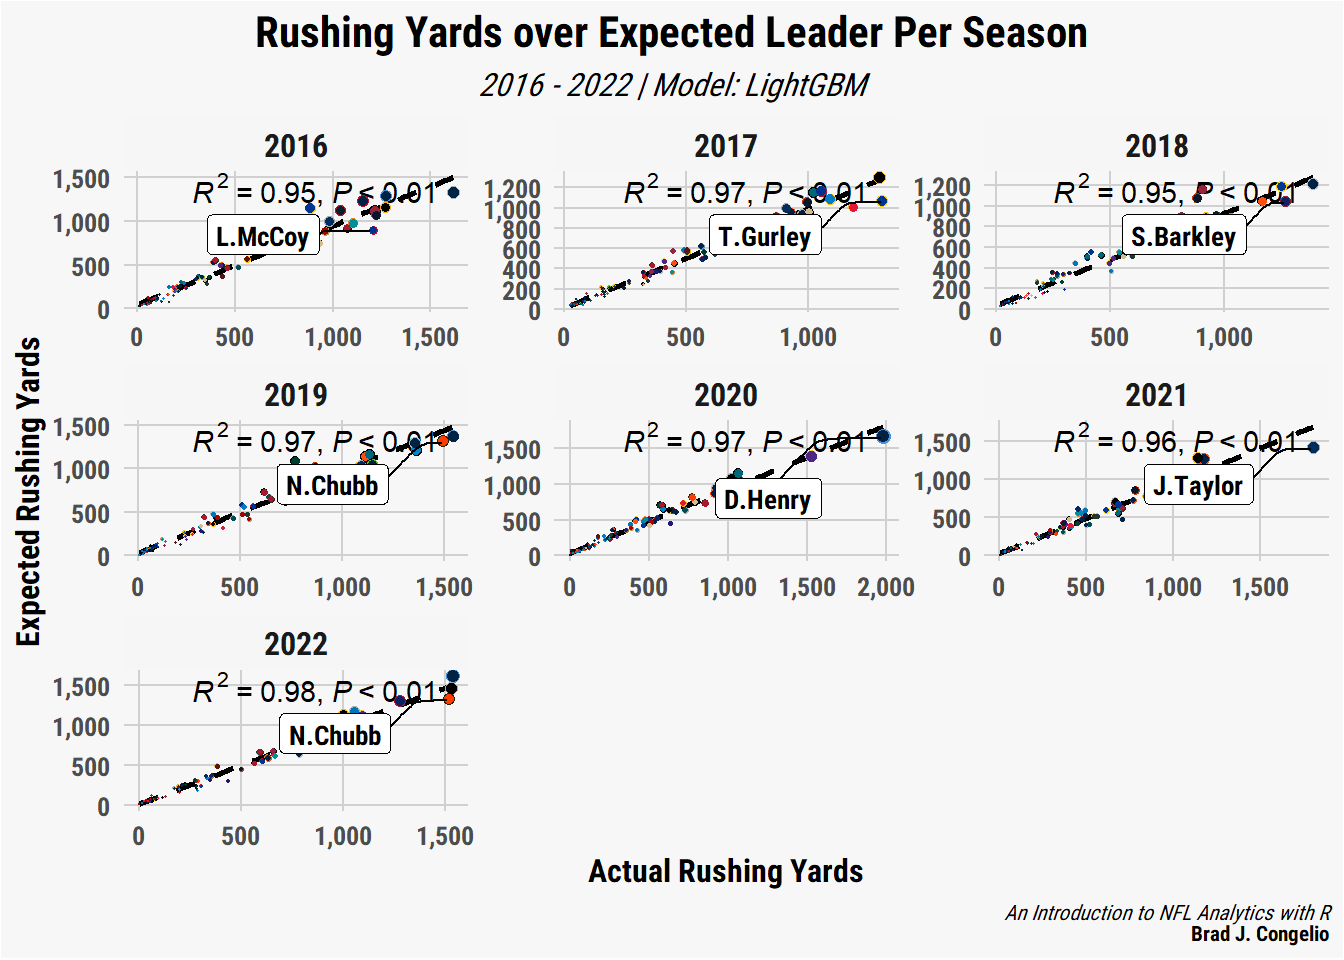 Rushing Yards over Expected Leader Per Season
2016 - 2022 | Model: LightGBM
Expected Rushing Yards
2016
R² = 0.95, P < 0.01
L.McCoy
1,500
1,000
500
0
0 500 1,000 1,500
2017
R² = 0.97, P < 0.01
T.Gurley
1,200
1,000
800
600
400
200
0
0 500 1,000
2018
R² = 0.95, P < 0.01
S.Barkley
1,200
1,000
800
600
400
200
0
0 500 1,000
2019
R² = 0.97, P < 0.01
N.Chubb
1,500
1,000
500
0
0 500 1,000 1,500
2020
R² = 0.97, P < 0.01
D.Henry
1,500
1,000
500
0
0 500 1,000 1,500 2,000
2021
R² = 0.96, P < 0.01
J.Taylor
1,500
1,000
500
0
0 500 1,000 1,500
2022
R² = 0.98, P < 0.01
N.Chubb
1,500
1,000
500
0
0 500 1,000 1,500
Actual Rushing Yards
An Introduction to NFL Analytics with R
Brad J. Congelio